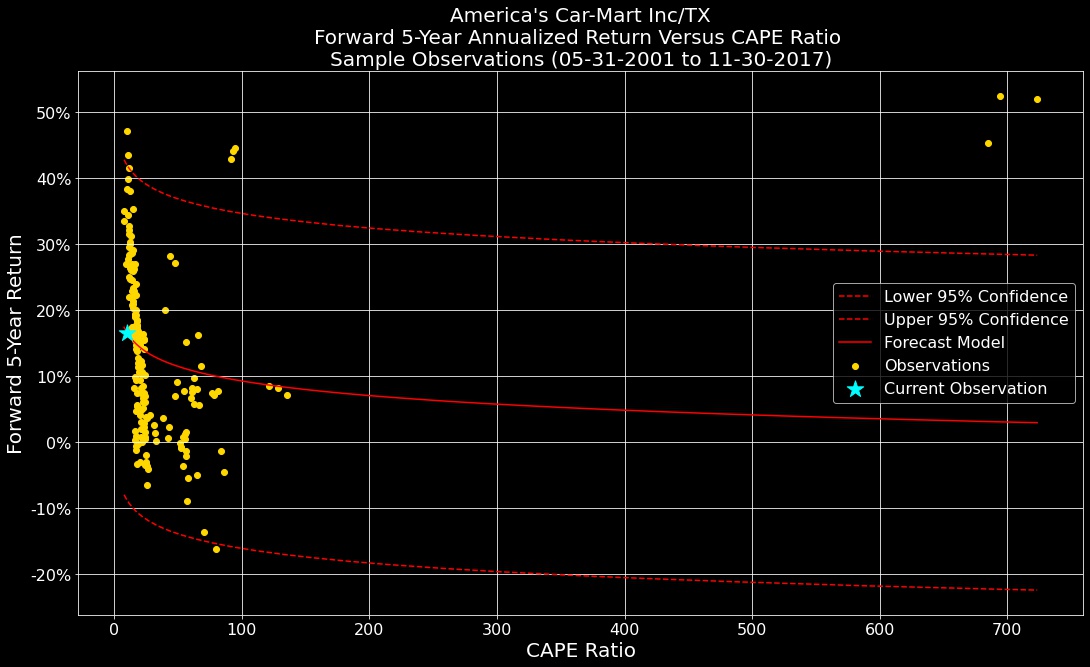 America's Car-Mart Inc/TX
Forward 5-Year Annualized Return Versus CAPE Ratio
Sample Observations (05-31-2001 to 11-30-2017)
Forward 5-Year Return
50%
40%
30%
20%
10%
0%
-10%
-20%
Lower 95% Confidence
Upper 95% Confidence
Forecast Model
Observations
Current Observation
0 100 200 300 400 500 600 700
CAPE Ratio